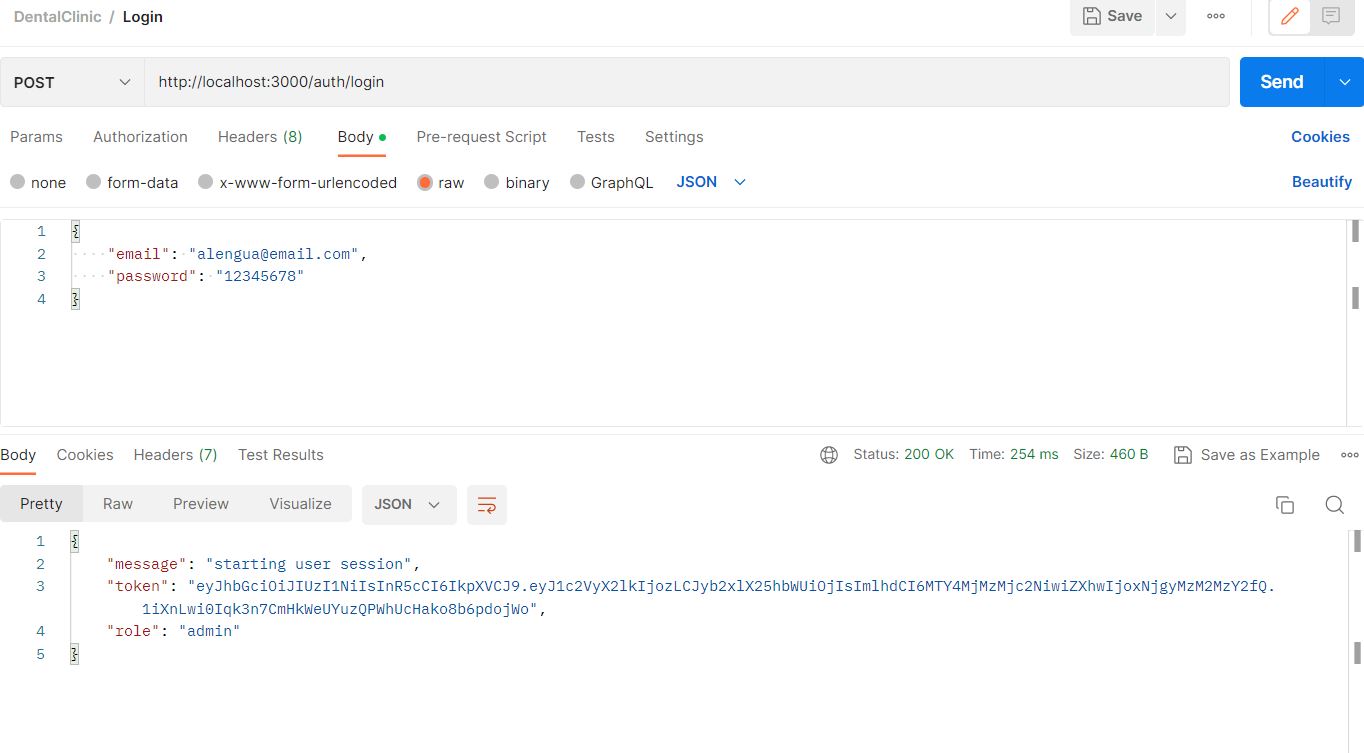 DentalClinic / Login
Save
POST
http://localhost:3000/auth/login
Send
Params Authorization Headers (8) Body Pre-request Script Tests Settings Cookies
none form-data x-www-form-urlencoded raw binary GraphQL JSON Beautify
1 {
2 "email": "alengua@email.com",
3 "password": "12345678"
4 }
Body Cookies Headers (7) Test Results Status: 200 OK Time: 254 ms Size: 460 B Save as Example
Pretty Raw Preview Visualize JSON
1 {
2 "message": "starting user session",
3 "token": "eyJhbGciOiJIUzI1NiIsInR5cCI6IkpXVCJ9.eyJ1c2VyX2lkIjozLCJyb2xlX25hbWUiOjIsImlhdCI6MTY4MjMzMjc2NiwiZXhwIjoxNjgyMzM2MzY2fQ.
1iXnLwi0Iqk3n7CmHkWeUYuzQPWhUcHako8b6pdojWo",
4 "role": "admin"
5 }